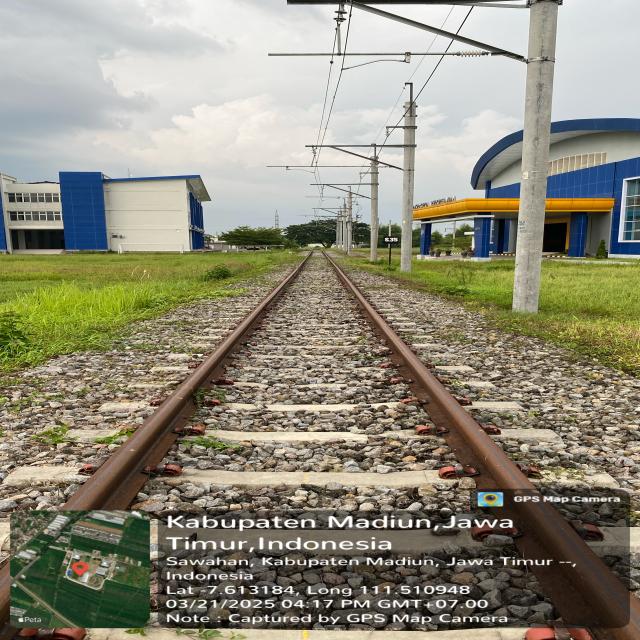 S35
GPS Map Camera
Kabupaten Madiun,Jawa
Timur,Indonesia
Sawahan, Kabupaten Madiun, Jawa Timur --,
Indonesia
Lat -7.613184, Long 111.510948
03/21/2025 04:17 PM GMT+07.00
Note : Captured by GPS Map Camera
Peta